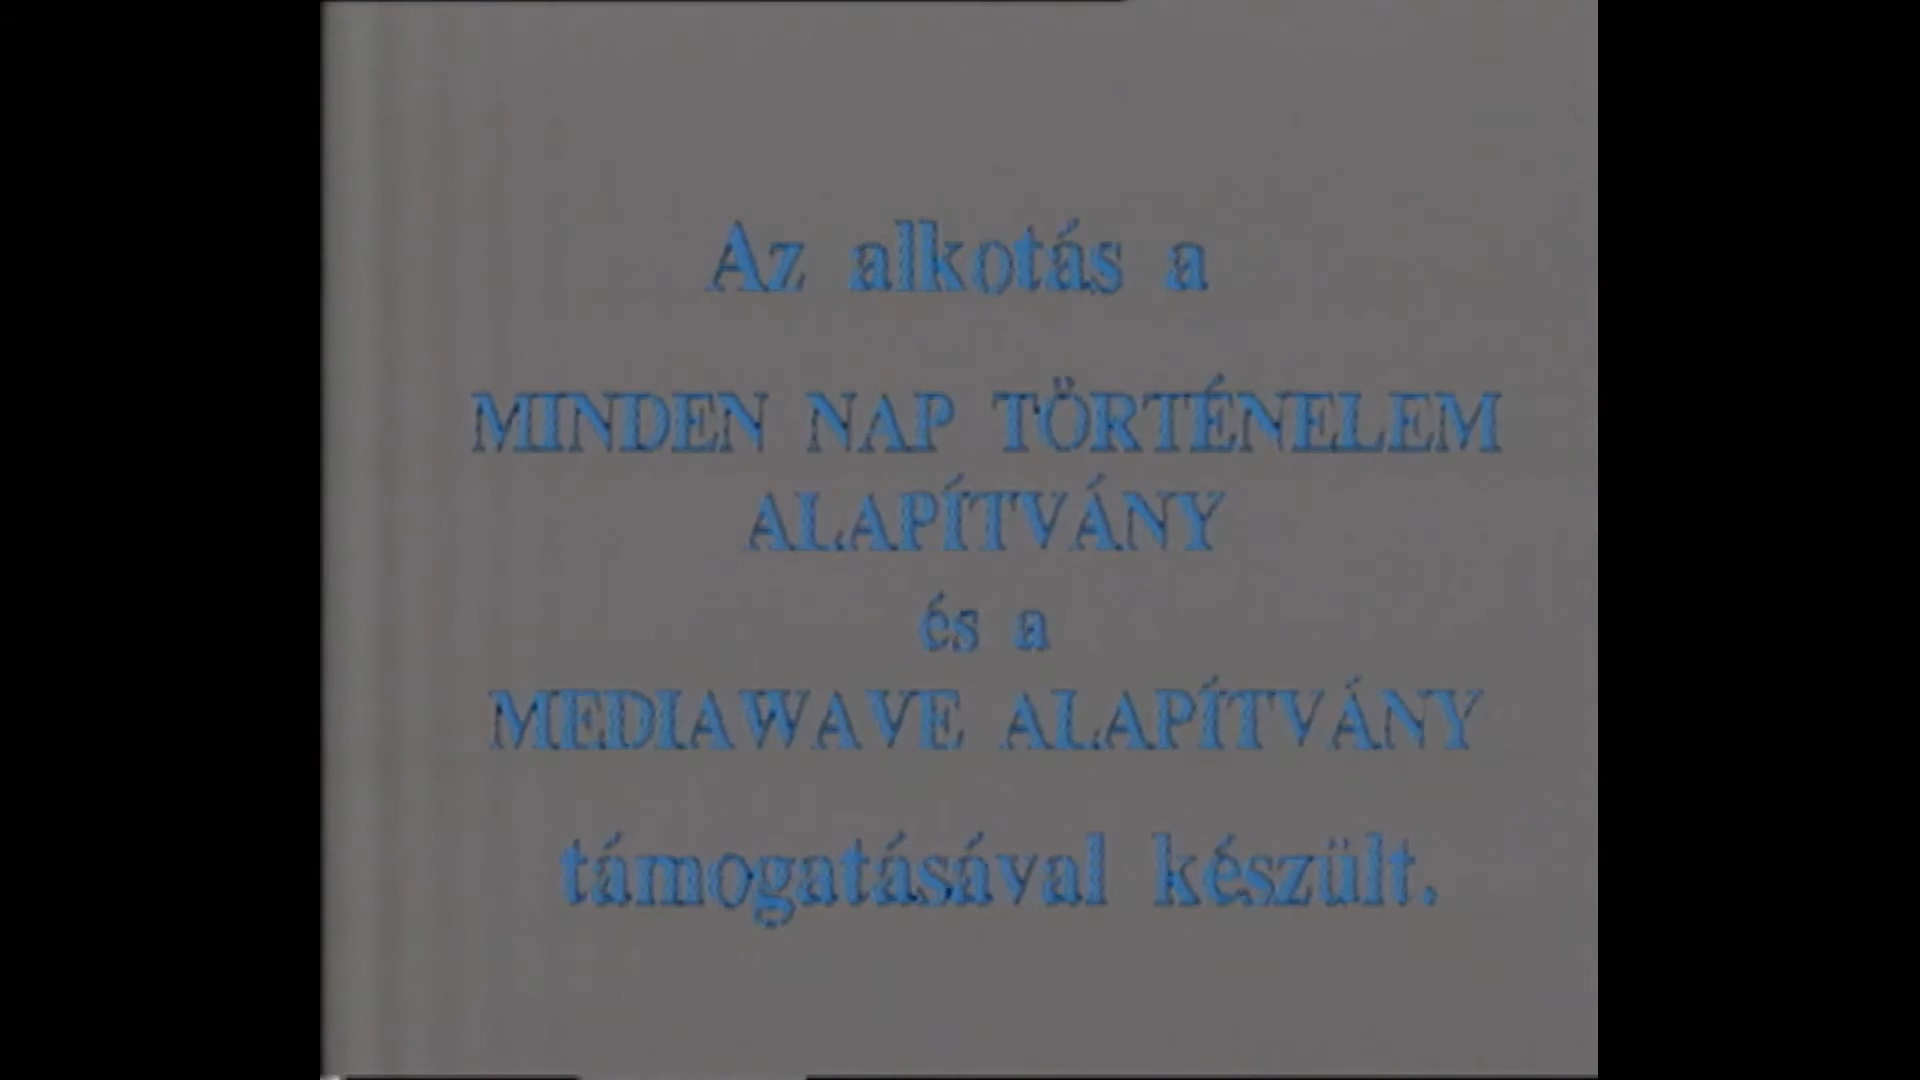 Az alkotás a
MINDEN NAP TÖRTÉNELEM
ALAPÍTVÁNY
és a
MEDIAWAVE ALAPÍTVÁNY
támogatásával készült.